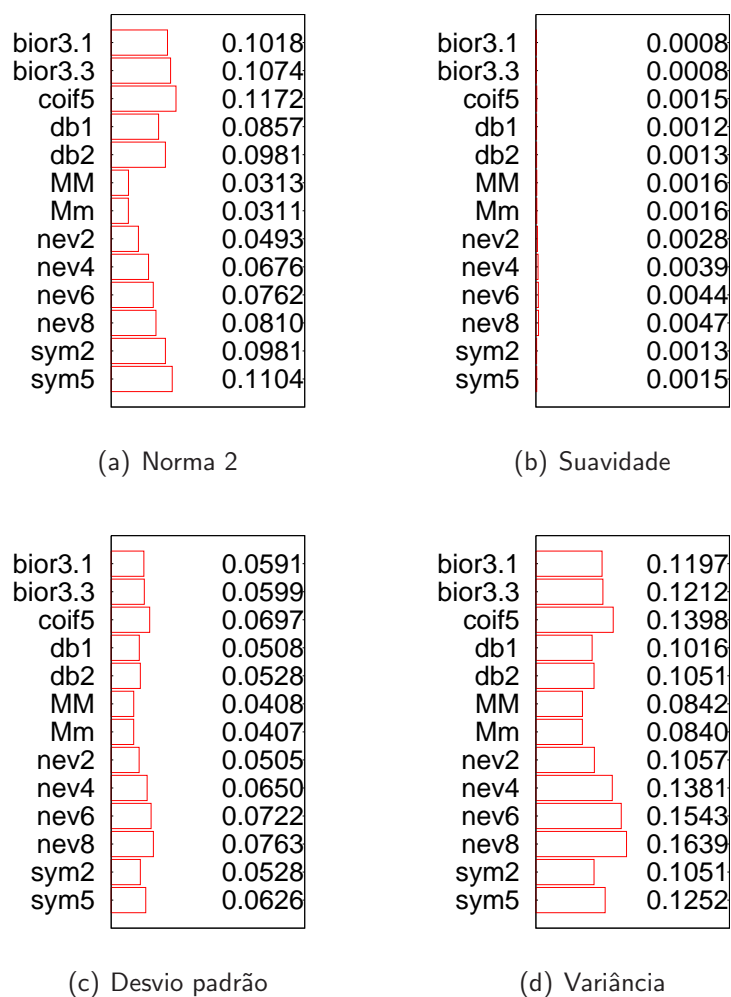 bior3.1 0.1018
bior3.3 0.1074
coif5 0.1172
db1 0.0857
db2 0.0981
MM 0.0313
Mm 0.0311
nev2 0.0493
nev4 0.0676
nev6 0.0762
nev8 0.0810
sym2 0.0981
sym5 0.1104
(a) Norma 2
bior3.1 0.0008
bior3.3 0.0008
coif5 0.0015
db1 0.0012
db2 0.0013
MM 0.0016
Mm 0.0016
nev2 0.0028
nev4 0.0039
nev6 0.0044
nev8 0.0047
sym2 0.0013
sym5 0.0015
(b) Suavidade
bior3.1 0.0591
bior3.3 0.0599
coif5 0.0697
db1 0.0508
db2 0.0528
MM 0.0408
Mm 0.0407
nev2 0.0505
nev4 0.0650
nev6 0.0722
nev8 0.0763
sym2 0.0528
sym5 0.0626
(c) Desvio padrão
bior3.1 0.1197
bior3.3 0.1212
coif5 0.1398
db1 0.1016
db2 0.1051
MM 0.0842
Mm 0.0840
nev2 0.1057
nev4 0.1381
nev6 0.1543
nev8 0.1639
sym2 0.1051
sym5 0.1252
(d) Variância